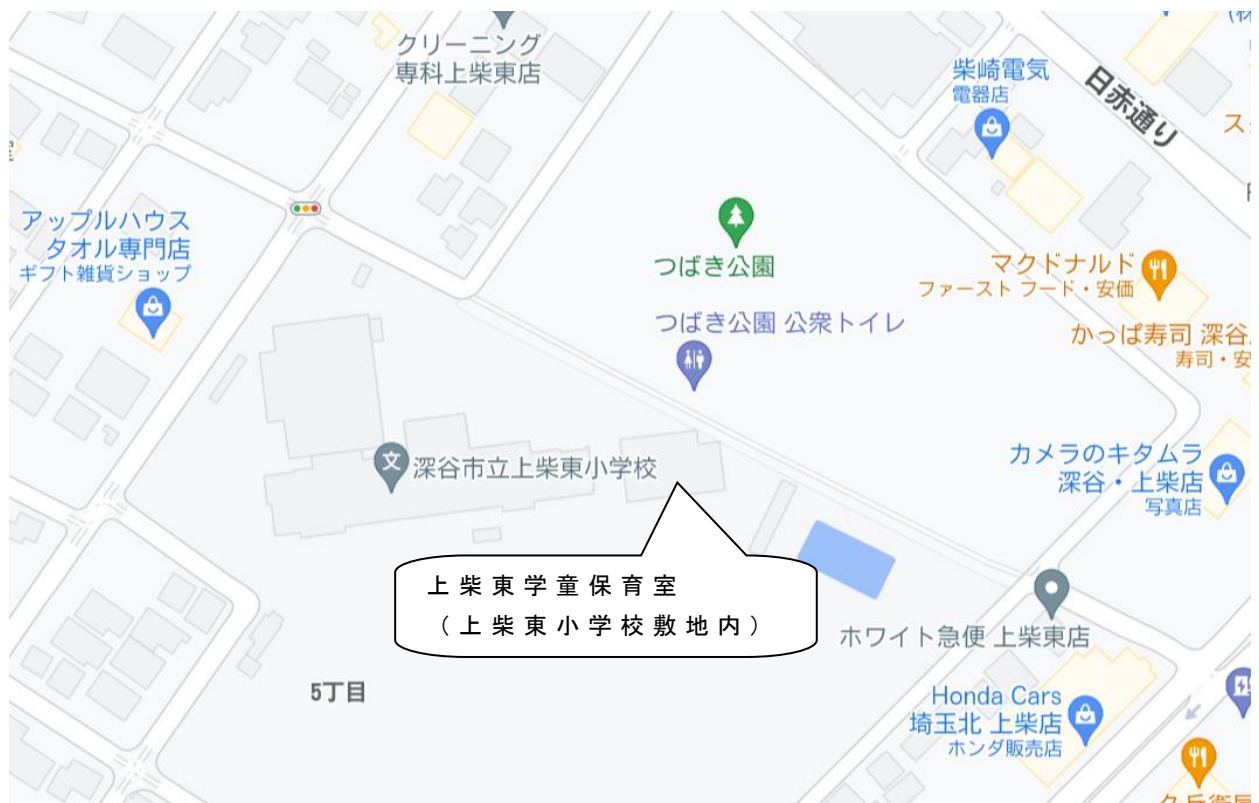 クリーニング
専科上柴東店
柴崎電気
電器店
日赤通り
アップルハウス
タオル専門店
ギフト雑貨ショップ
つばき公園
マクドナルド
ファースト フード・安価
つばき公園 公衆トイレ
かっぱ寿司 深谷
寿司・安
カメラのキタムラ
深谷・上柴店
写真店
文
深谷市立上柴東小学校
上柴東学童保育室
(上柴東小学校敷地内)
ホワイト急便 上柴東店
5丁目
Honda Cars
埼玉北 上柴店
ホンダ販売店